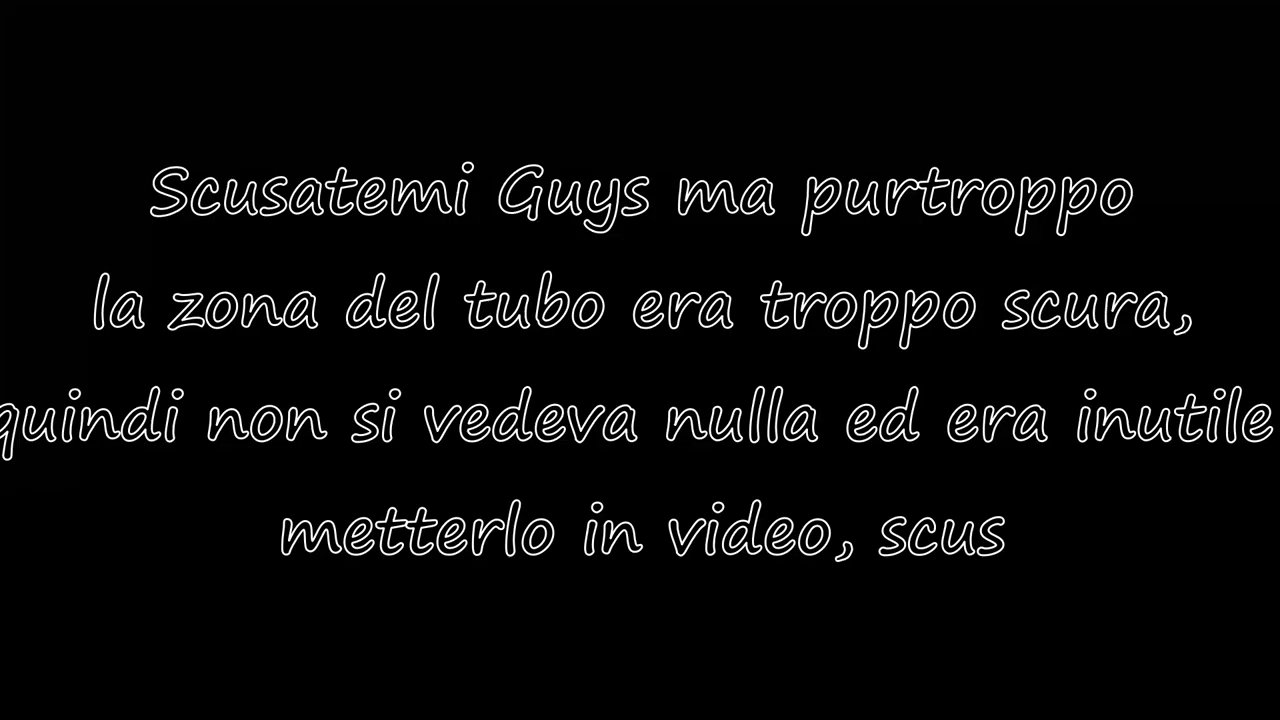 Scusatemi Guys ma purtroppo
la zona del tubo era troppo scura,
quindi non si vedeva nulla ed era inutile
metterlo in video, scus